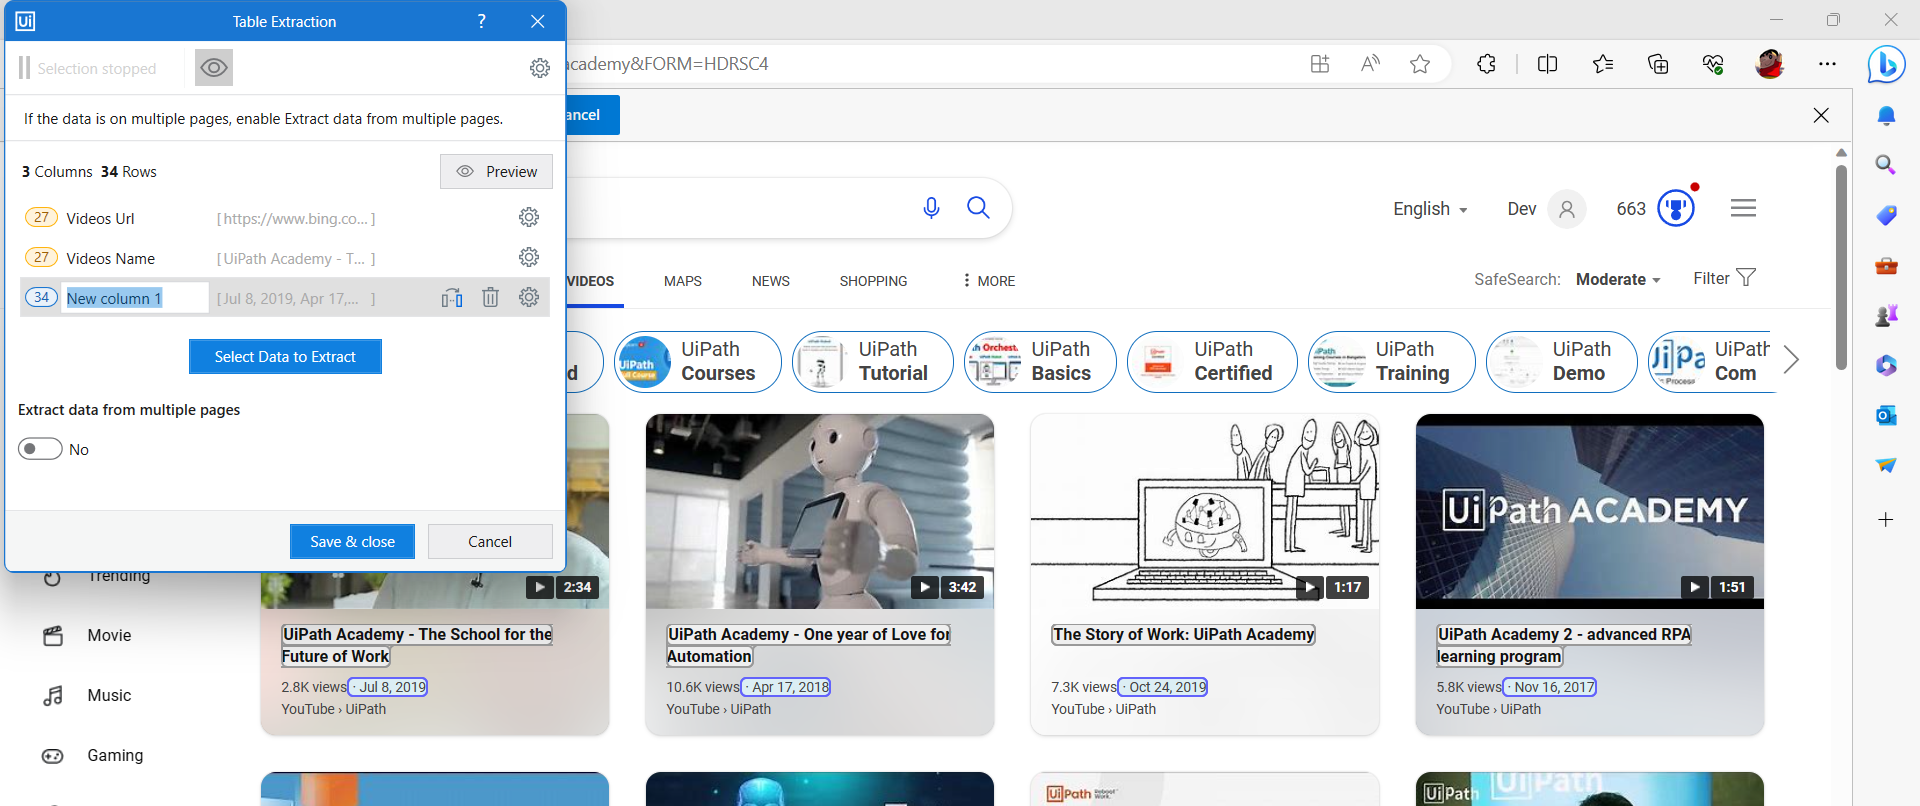 Ui Table Extraction ?
Selection stopped
If the data is on multiple pages, enable Extract data from multiple pages.
3 Columns 34 Rows
Preview
27 Videos Url [ https://www.bing.co... ]
27 Videos Name [ UiPath Academy - T... ]
34 New column 1 [ Jul 8, 2019, Apr 17,... ]
Select Data to Extract
Extract data from multiple pages
No
Save & close Cancel
cademy&FORM=HDRSC4
ancel
English Dev 663
VIDEOS MAPS NEWS SHOPPING MORE
SafeSearch: Moderate Filter
d
UiPath
Courses
UiPath
Tutorial
UiPath
Basics
UiPath
Certified
UiPath
Training
UiPath
Demo
UiPath
Com
Trending
Movie
Music
Gaming
2:34
UiPath Academy - The School for the
Future of Work
2.8K views · Jul 8, 2019
YouTube › UiPath
3:42
UiPath Academy - One year of Love for
Automation
10.6K views · Apr 17, 2018
YouTube › UiPath
1:17
The Story of Work: UiPath Academy
7.3K views · Oct 24, 2019
YouTube › UiPath
UiPath ACADEMY
1:51
UiPath Academy 2 - advanced RPA
learning program
5.8K views · Nov 16, 2017
YouTube › UiPath
UiPath Reboot Work.
UiPath
UiPath